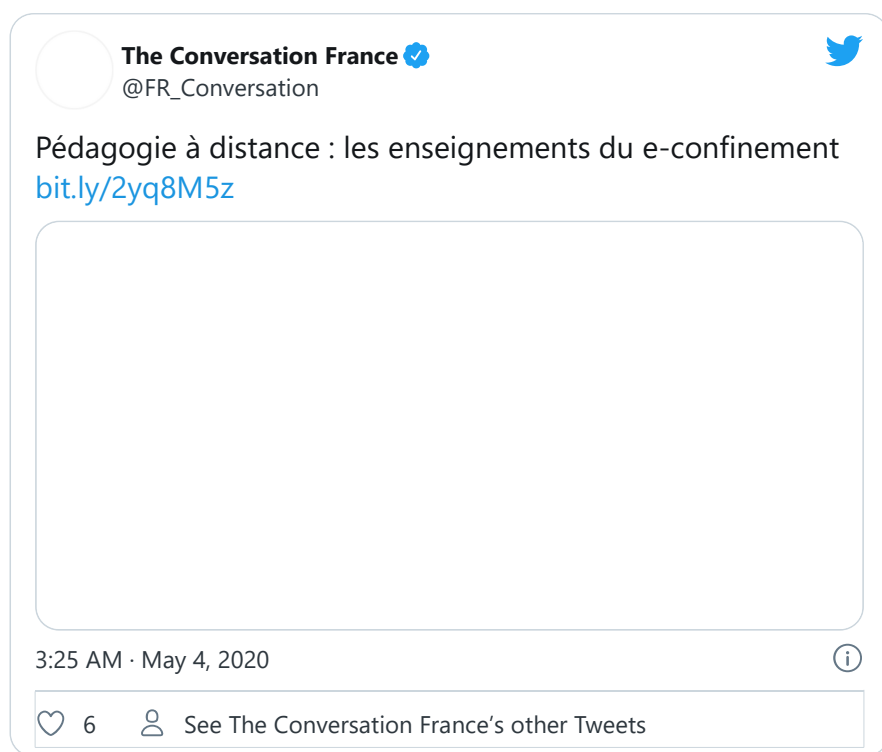 The Conversation France
@FR_Conversation
Pédagogie à distance : les enseignements du e-confinement
bit.ly/2yq8M5z
3:25 AM · May 4, 2020
6 See The Conversation France’s other Tweets